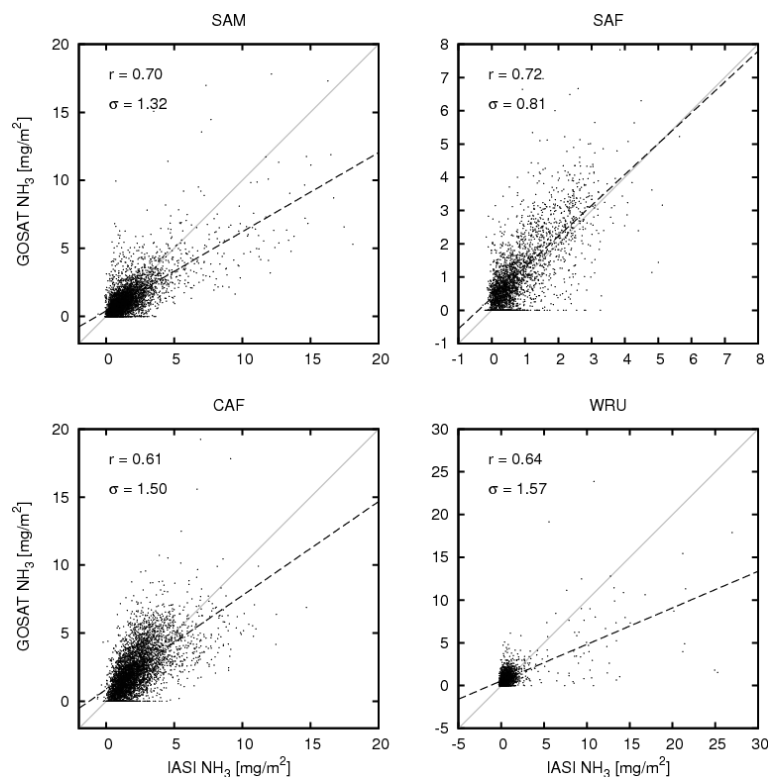 SAM
SAF
20
15
10
5
0
r = 0.70
σ = 1.32
GOSAT NH3 [mg/m2]
0 5 10 15 20
8
7
6
5
4
3
2
1
0
-1
r = 0.72
σ = 0.81
-1 0 1 2 3 4 5 6 7 8
CAF
WRU
20
15
10
5
0
r = 0.61
σ = 1.50
GOSAT NH3 [mg/m2]
0 5 10 15 20
IASI NH3 [mg/m2]
30
25
20
15
10
5
0
-5
r = 0.64
σ = 1.57
-5 0 5 10 15 20 25 30
IASI NH3 [mg/m2]